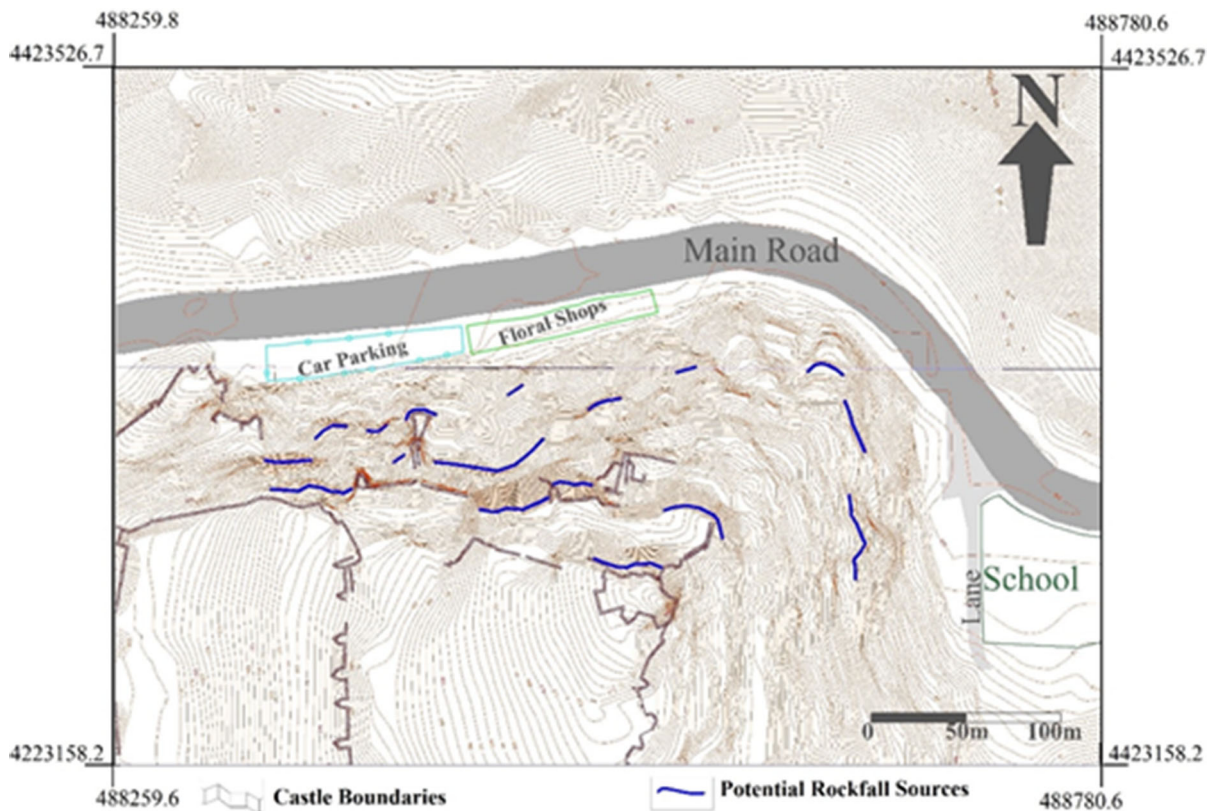 488259.8
488780.6
4423526.7
4423526.7
N
Main Road
Floral Shops
Car Parking
School
Lane
0 50m 100m
4223158.2
4423158.2
488259.6
488780.6
Castle Boundaries
Potential Rockfall Sources